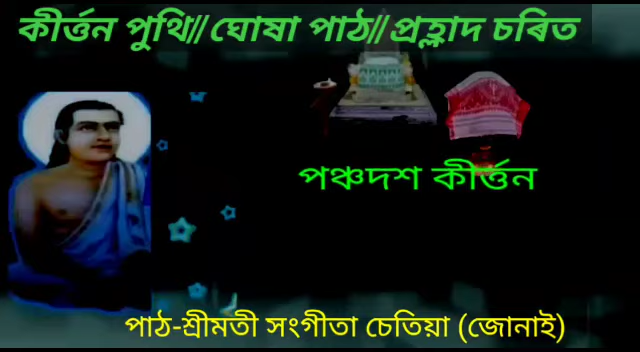 কীৰ্ত্তন পুথি// ঘোষা পাঠ// প্ৰহ্লাদ চৰিত
পঞ্চদশ কীৰ্ত্তন
পাঠ-শ্ৰীমতী সংগীতা চেতিয়া (জোনাই)